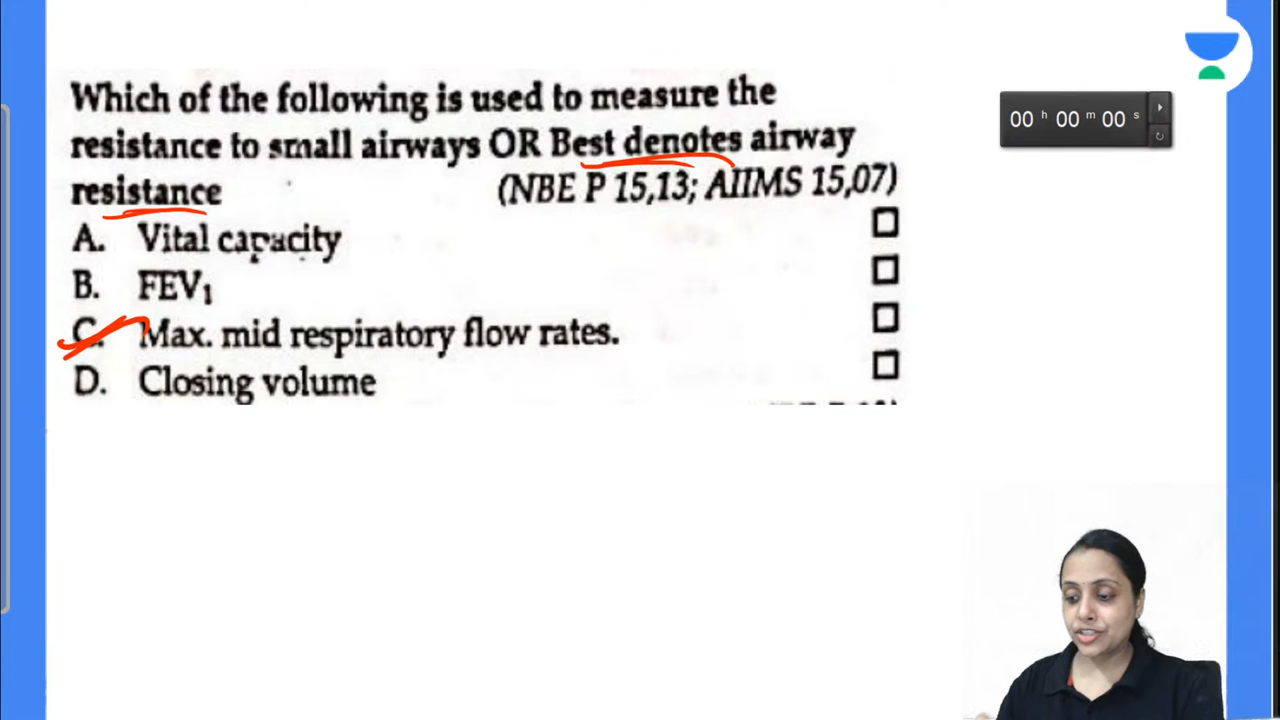 Which of the following is used to measure the
resistance to small airways OR Best denotes airway
resistance (NBE P 15,13; AIIMS 15,07)
A. Vital capacity
B. FEV₁
C. Max. mid respiratory flow rates.
D. Closing volume
00 h 00 m 00 s